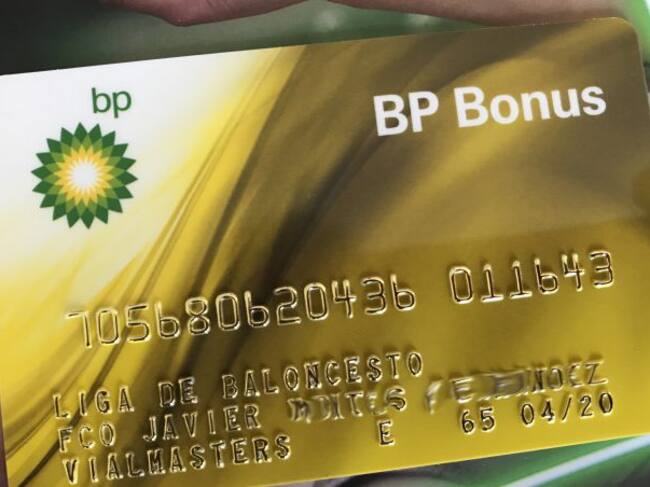 bp
BP Bonus
705680620436 011643
LIGA DE BALONCESTO
FCO JAVIER
VIALMASTERS E 65 04/20